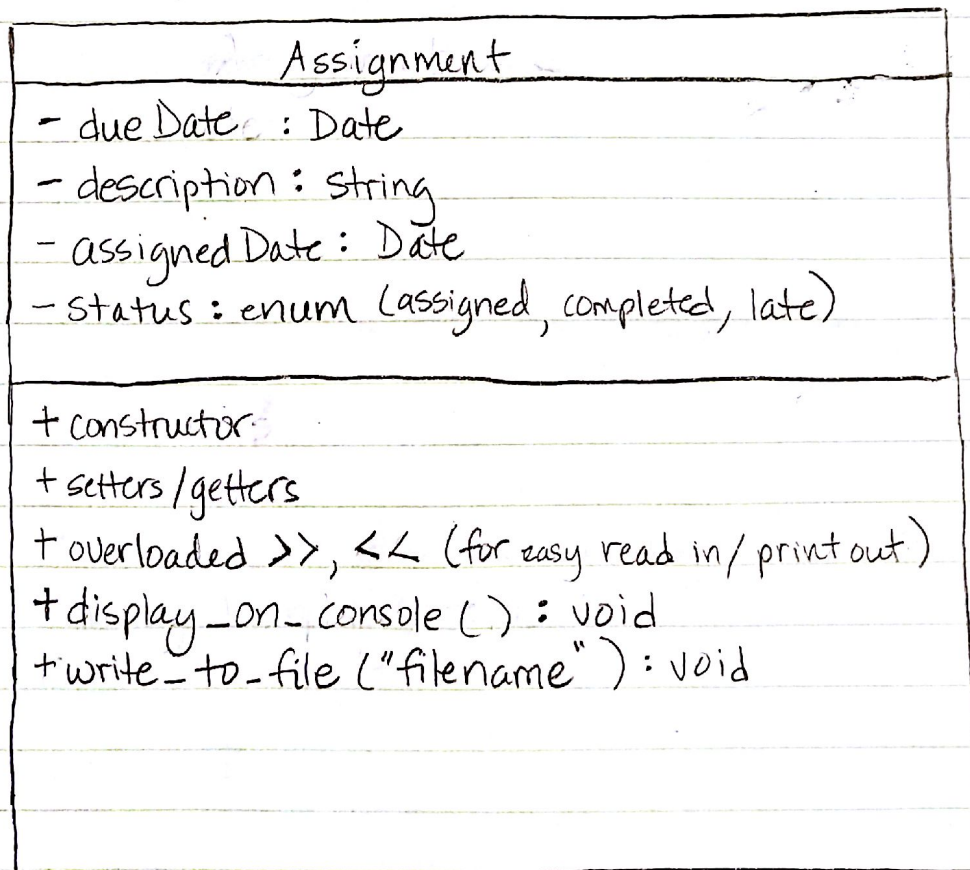 Assignment
- dueDate : Date
- description : string
- assignedDate : Date
- status : enum (assigned, completed, late)
+ constructor
+ setters/getters
+ overloaded >>, << (for easy read in/print out)
+ display_on_console() : void
+ write_to_file("filename") : void